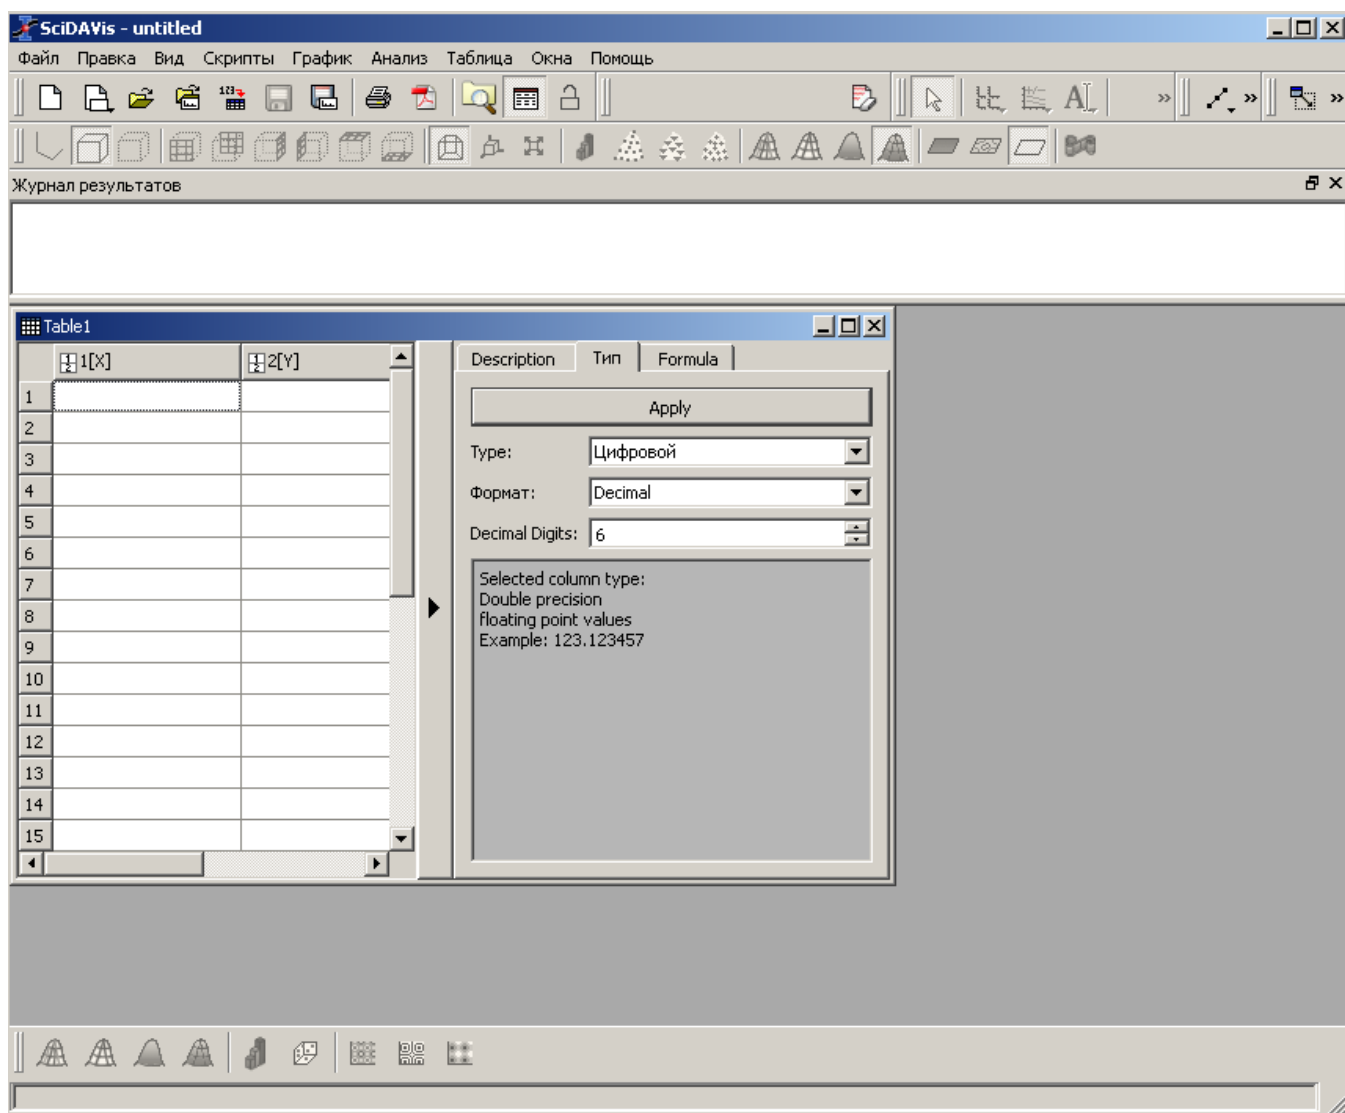 SciDAVis - untitled
Файл Правка Вид Скрипты График Анализ Таблица Окна Помощь
Журнал результатов
Table1
1[X] 2[Y]
Description Тип Formula
1
2
3
4
5
6
7
8
9
10
11
12
13
14
15
Apply
Type: Цифровой
Формат: Decimal
Decimal Digits: 6
Selected column type:
Double precision
floating point values
Example: 123.123457